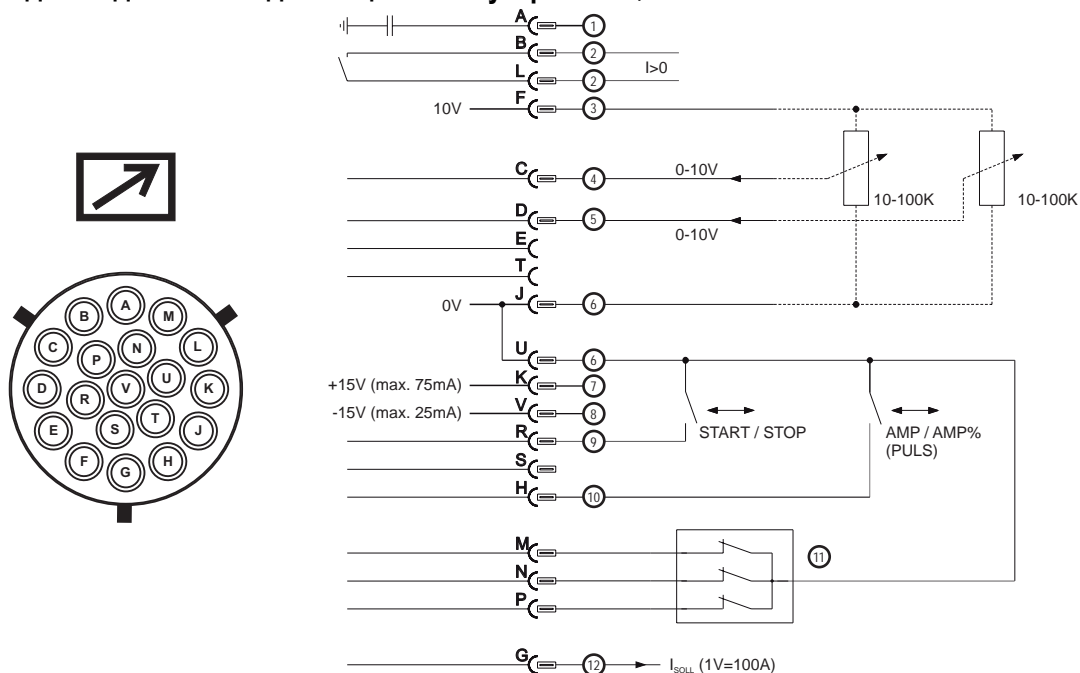 A 1
B 2
I>0
L 2
10V F 3
C 4 0-10V
10-100K 10-100K
D 5
0-10V
E
T
0V J 6
U 6
+15V (max. 75mA) K 7
-15V (max. 25mA) V 8
START / STOP
AMP / AMP%
(PULS)
R 9
S
H 10
M
11
N
P
G 12 I_SOLL (1V=100A)
A
B M
N
C P L
U
D R V K
T
E S J
F H
G